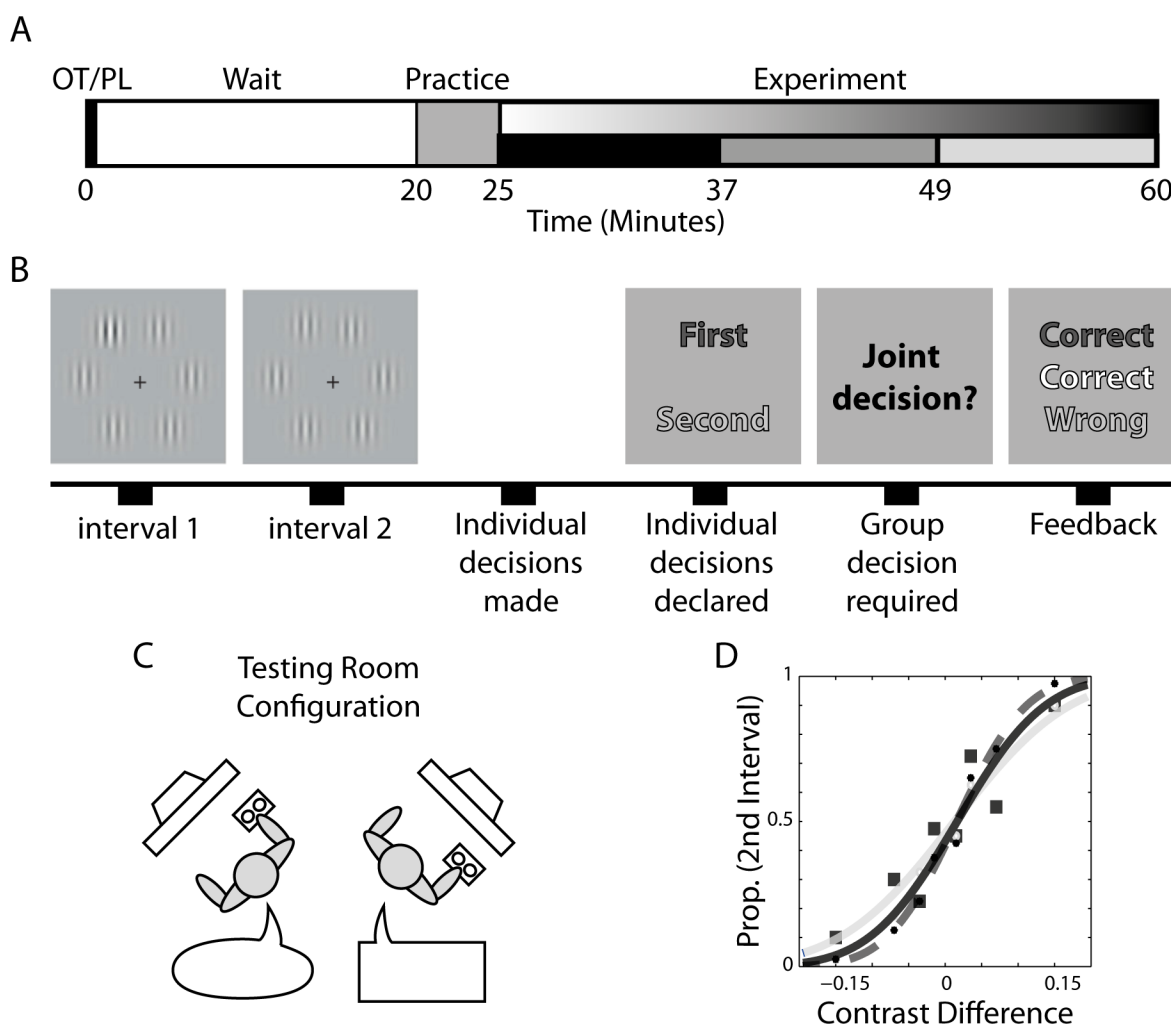 A
OT/PL Wait Practice Experiment
0 20 25 37 49 60
Time (Minutes)
B
First
Second
Joint
decision?
Correct
Correct
Wrong
interval 1
interval 2
Individual
decisions
made
Individual
decisions
declared
Group
decision
required
Feedback
C
Testing Room
Configuration
D
Prop. (2nd Interval)
1
0.5
0
−0.15 0 0.15
Contrast Difference